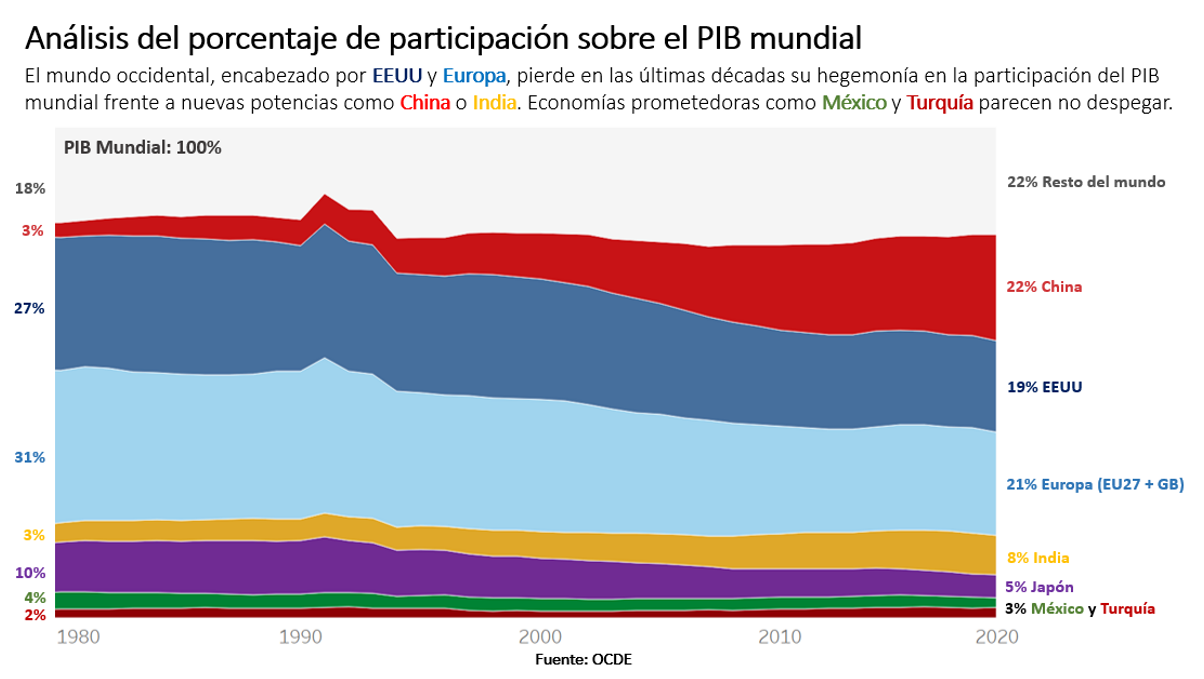 Análisis del porcentaje de participación sobre el PIB mundial
El mundo occidental, encabezado por EEUU y Europa, pierde en las últimas décadas su hegemonía en la participación del PIB
mundial frente a nuevas potencias como China o India. Economías prometedoras como México y Turquía parecen no despegar.
PIB Mundial: 100%
18%
3%
27%
31%
3%
10%
4%
2%
22% Resto del mundo
22% China
19% EEUU
21% Europa (EU27 + GB)
8% India
5% Japón
3% México y Turquía
1980 1990 2000 2010 2020
Fuente: OCDE